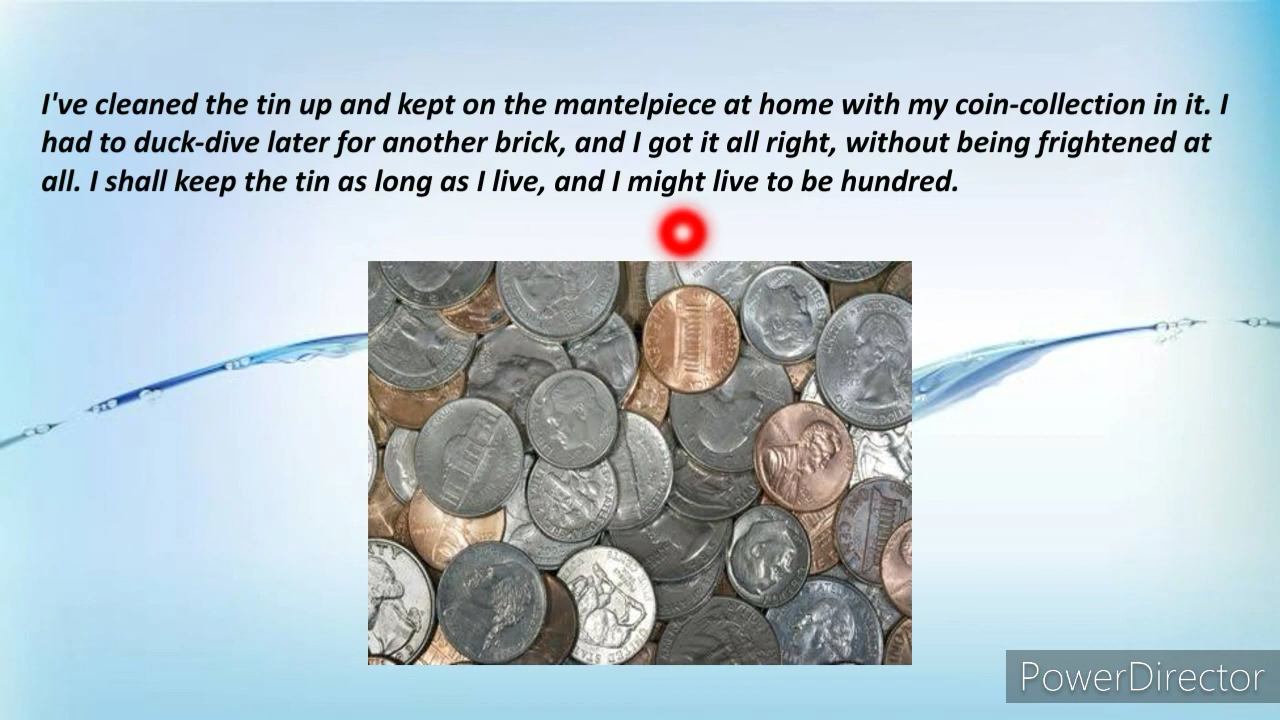 I've cleaned the tin up and kept on the mantelpiece at home with my coin-collection in it. I
had to duck-dive later for another brick, and I got it all right, without being frightened at
all. I shall keep the tin as long as I live, and I might live to be hundred.
PowerDirector